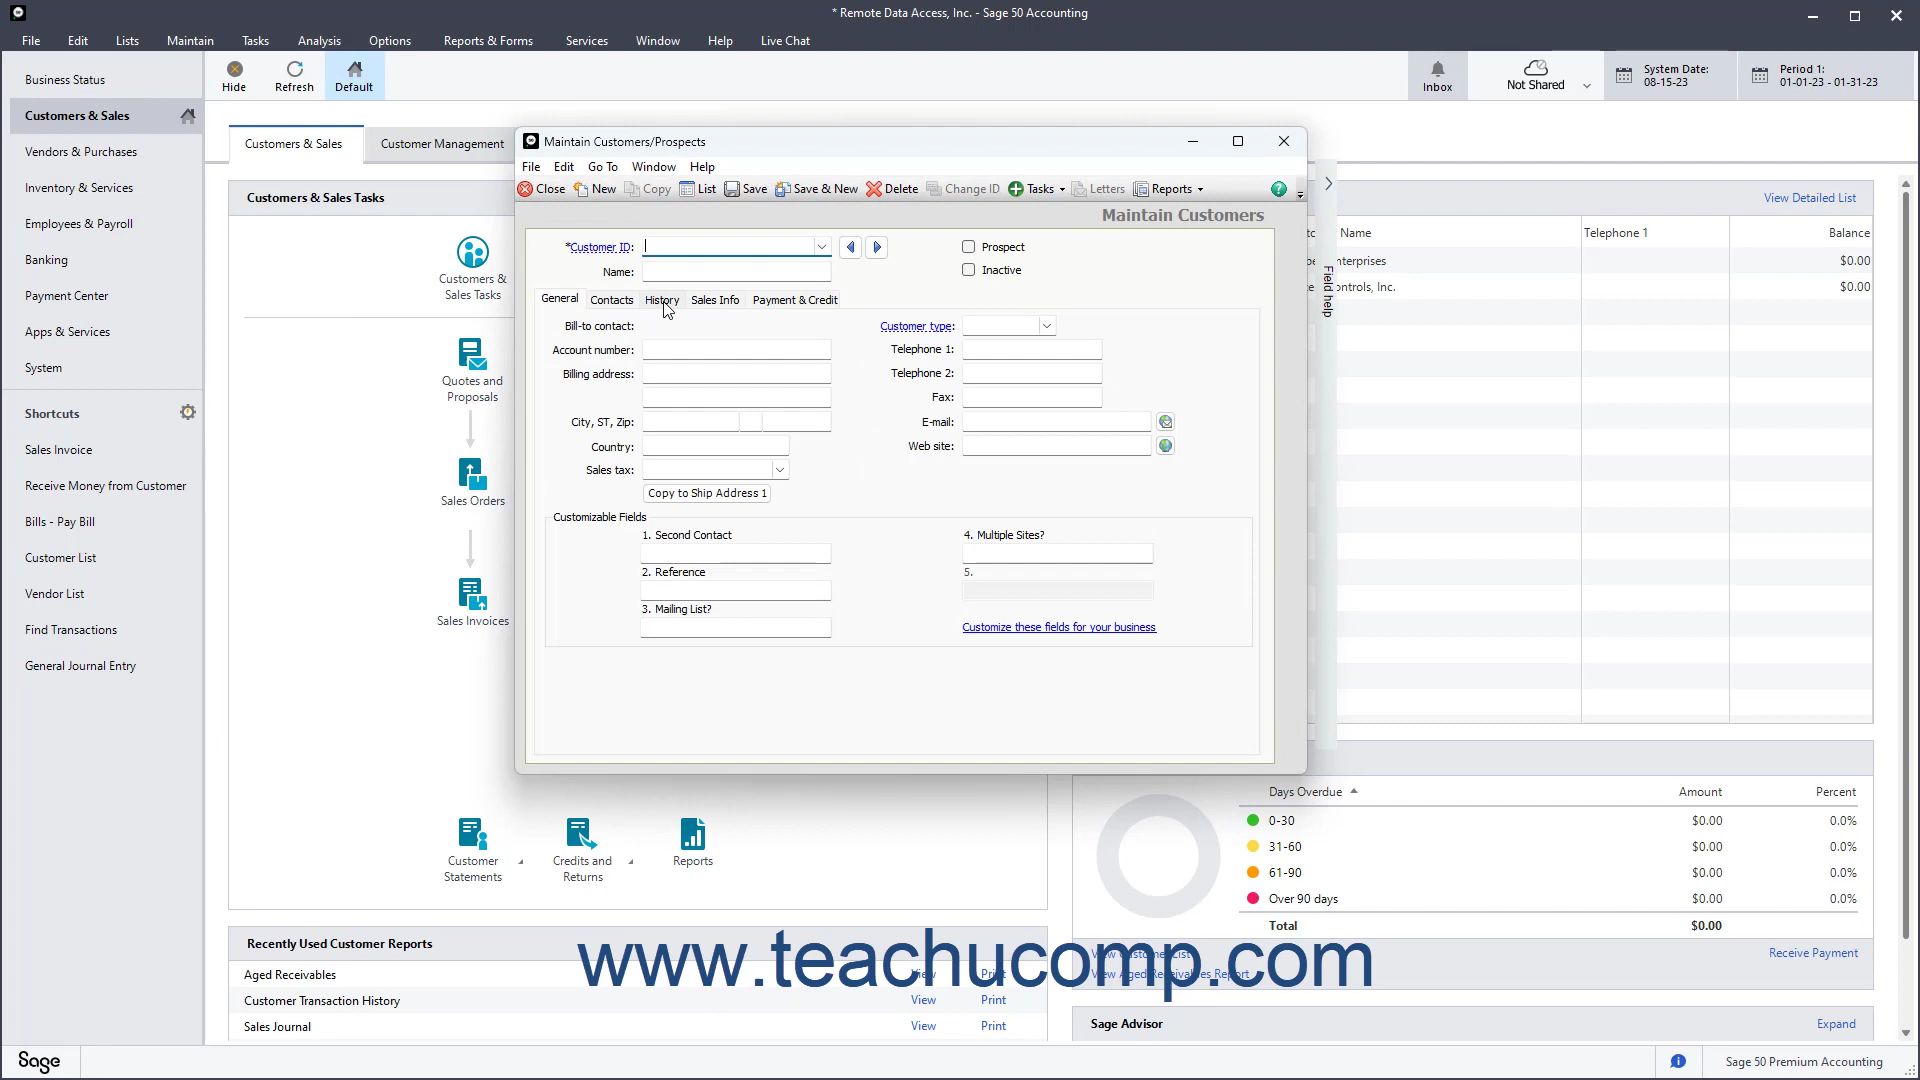 * Remote Data Access, Inc. - Sage 50 Accounting
File Edit Lists Maintain Tasks Analysis Options Reports & Forms Services Window Help Live Chat
Business Status
Customers & Sales
Vendors & Purchases
Inventory & Services
Employees & Payroll
Banking
Payment Center
Apps & Services
System
Shortcuts
Sales Invoice
Receive Money from Customer
Bills - Pay Bill
Customer List
Vendor List
Find Transactions
General Journal Entry
Hide Refresh Default
Inbox
Not Shared
System Date:
08-15-23
Period 1:
01-01-23 - 01-31-23
Customers & Sales Customer Management
Customers & Sales Tasks
Customers &
Sales Tasks
Quotes and
Proposals
Sales Orders
Sales Invoices
Customer
Statements
Credits and
Returns
Reports
Maintain Customers/Prospects
File Edit Go To Window Help
Close New Copy List Save Save & New Delete Change ID Tasks Letters Reports
Maintain Customers
*Customer ID:
Prospect
Name:
Inactive
General Contacts History Sales Info Payment & Credit
Bill-to contact:
Customer type:
Account number:
Telephone 1:
Billing address:
Telephone 2:
Fax:
City, ST, Zip:
E-mail:
Country:
Web site:
Sales tax:
Copy to Ship Address 1
Customizable Fields
1. Second Contact
4. Multiple Sites?
2. Reference
5.
3. Mailing List?
Customize these fields for your business
Field help
View Detailed List
Name Telephone 1 Balance
enterprises $0.00
ontrols, Inc. $0.00
Days Overdue Amount Percent
0-30 $0.00 0.0%
31-60 $0.00 0.0%
61-90 $0.00 0.0%
Over 90 days $0.00 0.0%
Total $0.00
View Customer List
Receive Payment
View Aged Receivables Report
Recently Used Customer Reports
Aged Receivables View Print
Customer Transaction History View Print
Sales Journal View Print
Sage Advisor Expand
www.teachucomp.com
Sage
Sage 50 Premium Accounting